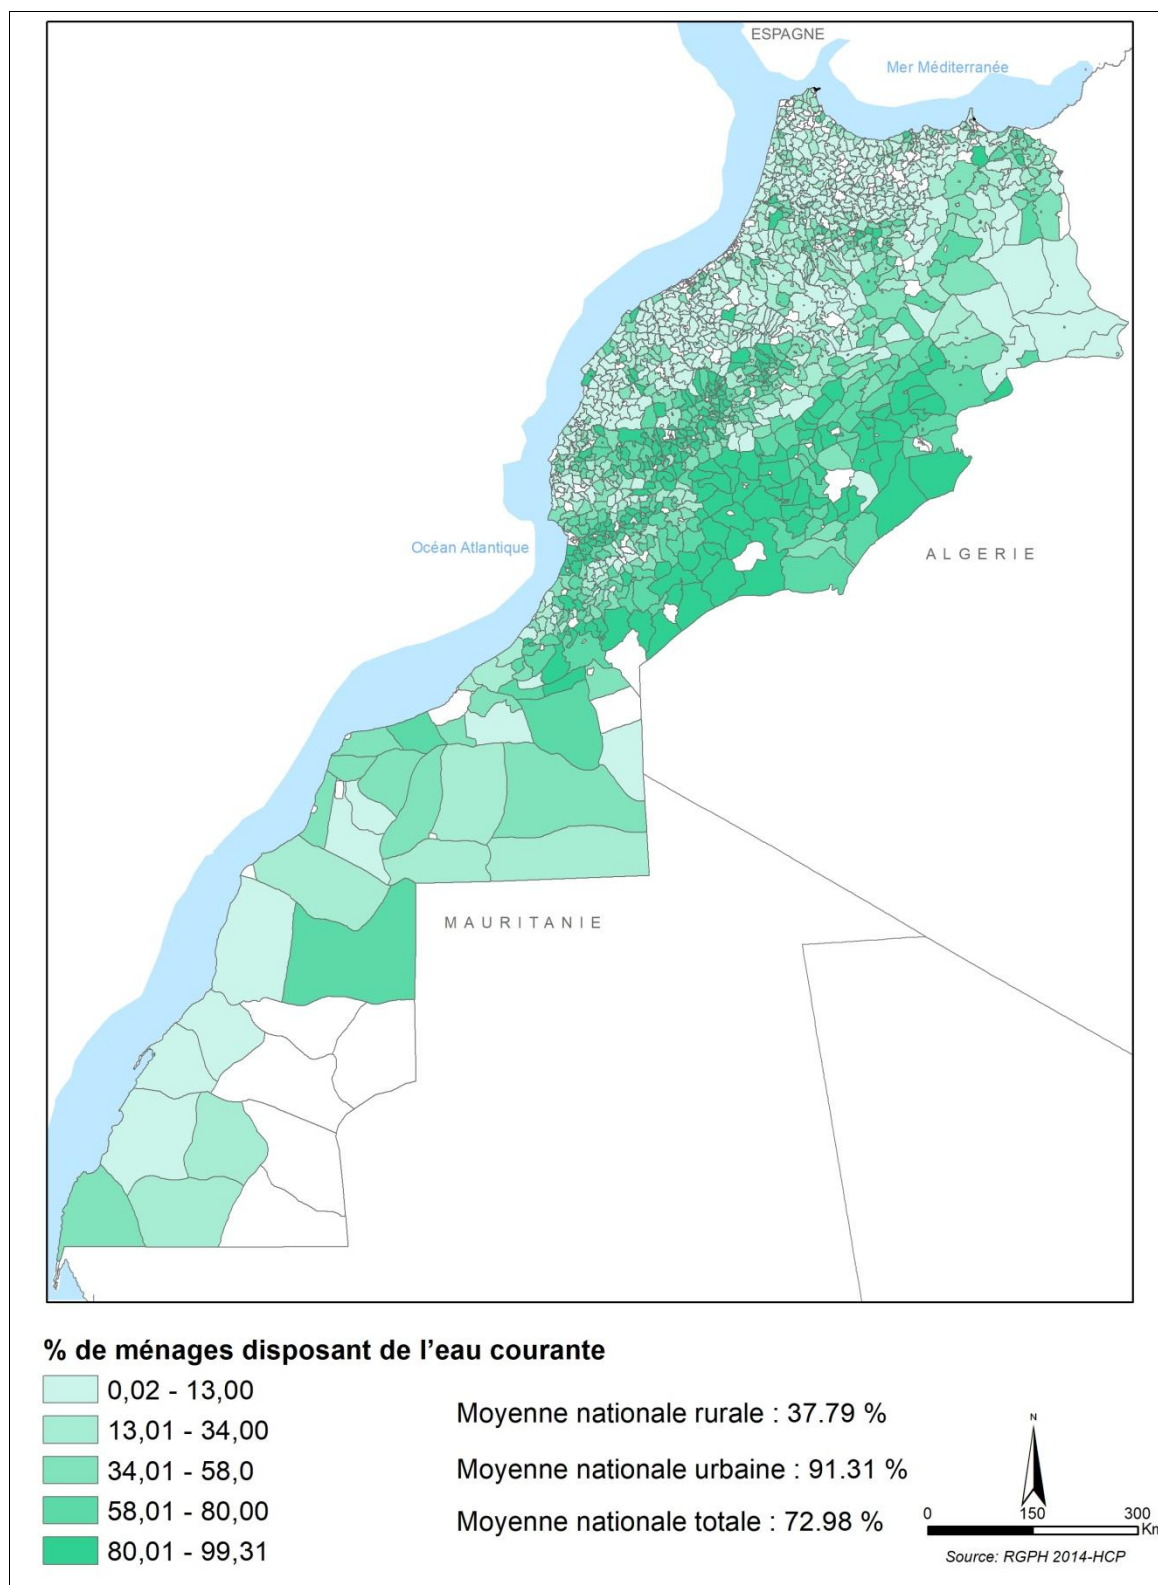 ESPAGNE
Mer Méditerranée
Océan Atlantique
ALGERIE
MAURITANIE
% de ménages disposant de l’eau courante
0,02 - 13,00
13,01 - 34,00
34,01 - 58,0
58,01 - 80,00
80,01 - 99,31
Moyenne nationale rurale : 37.79 %
Moyenne nationale urbaine : 91.31 %
Moyenne nationale totale : 72.98 %
N
0 150 300
Km
Source: RGPH 2014-HCP